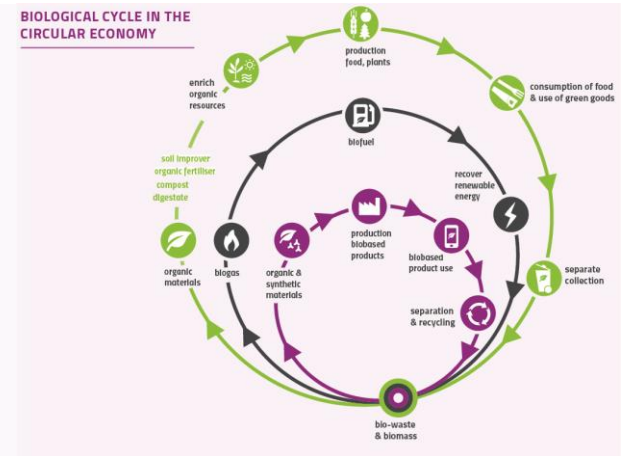 BIOLOGICAL CYCLE IN THE
CIRCULAR ECONOMY
production
food, plants
enrich
organic
resources
consumption of food
& use of green goods
biofuel
soil improver
organic fertiliser
compost
digestate
recover
renewable
energy
organic
materials
biogas
organic &
synthetic
materials
production
biobased
products
biobased
product use
separate
collection
separation
& recycling
bio-waste
& biomass